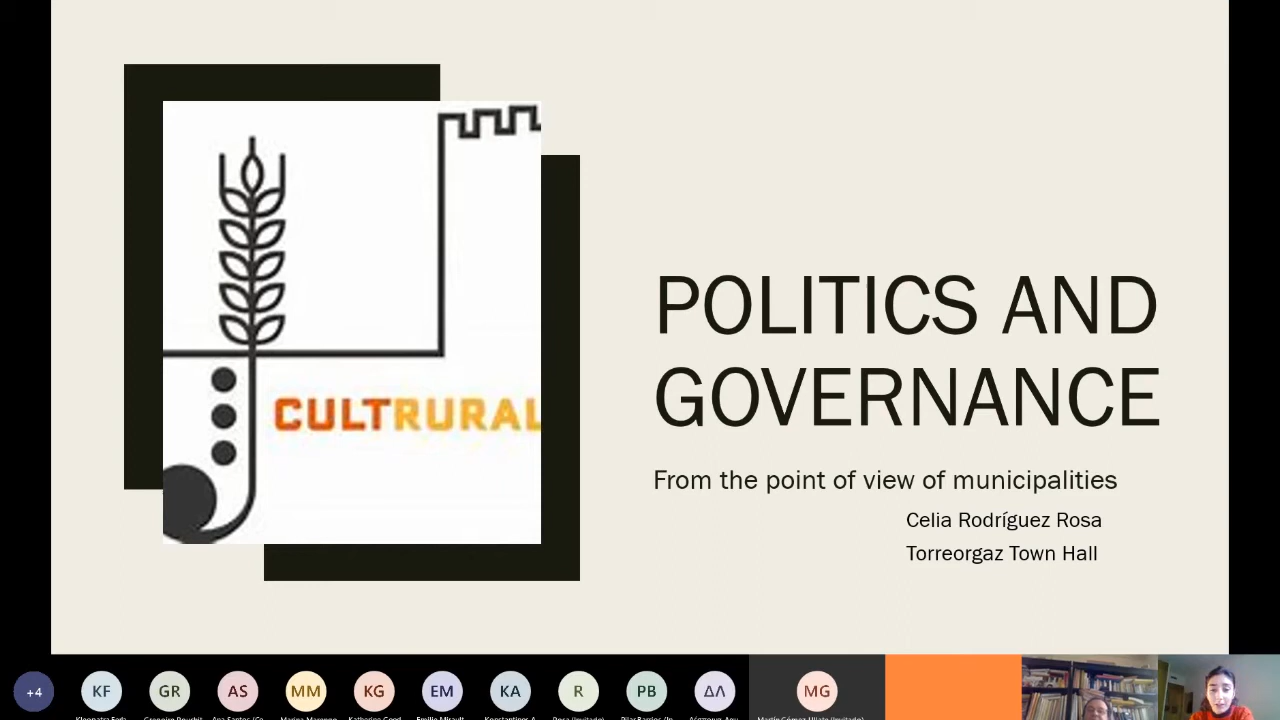 CULTRURAL
POLITICS AND
GOVERNANCE
From the point of view of municipalities
Celia Rodríguez Rosa
Torreorgaz Town Hall
+4
KF
GR
AS
MM
KG
EM
KA
R
PB
ΔΛ
MG